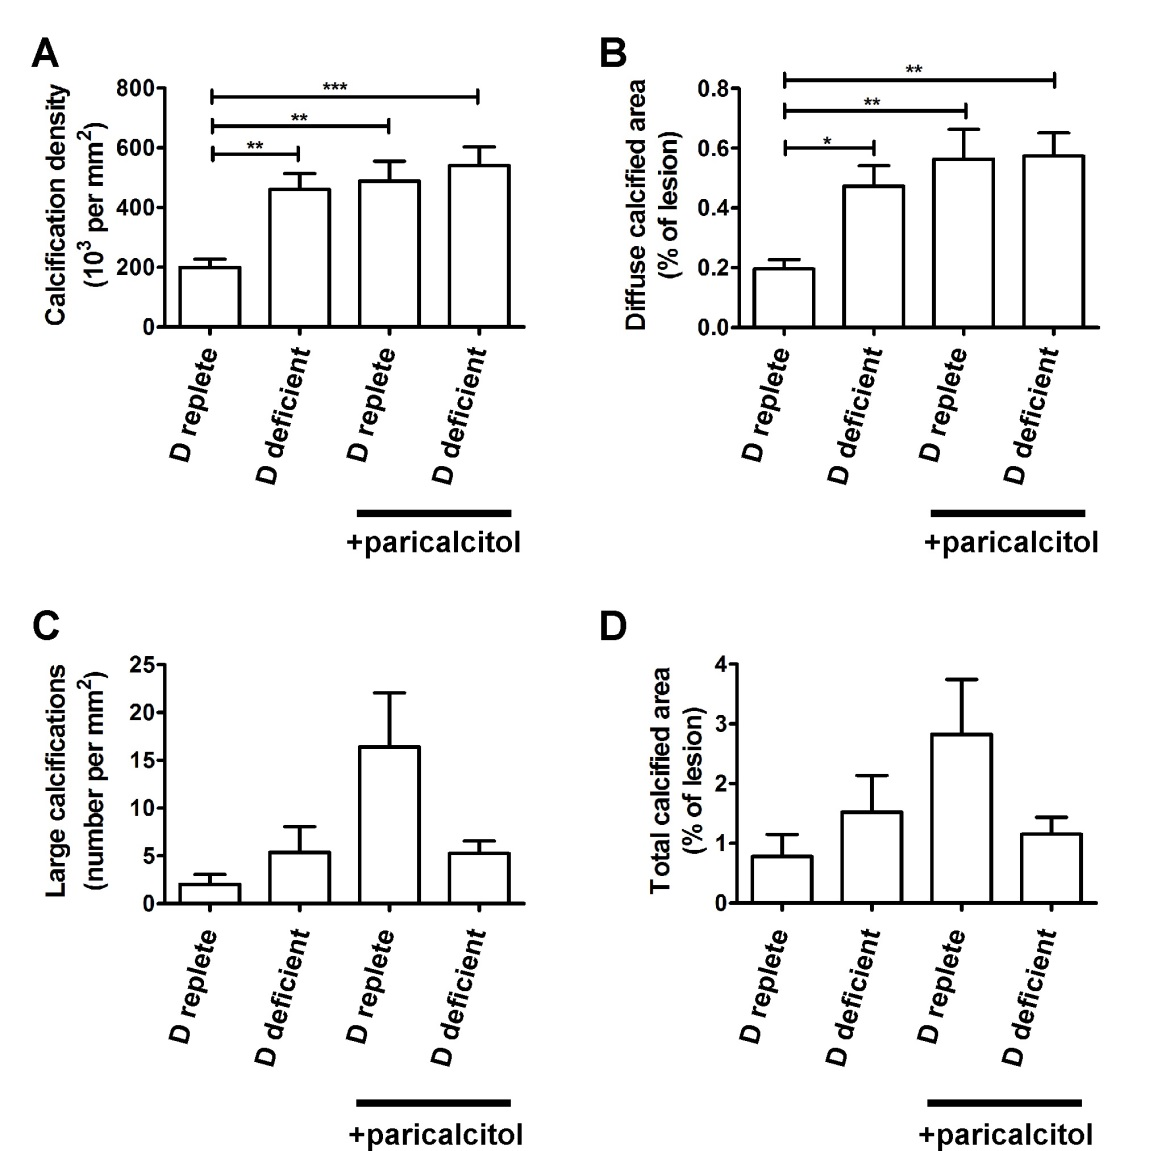 A
Calcification density
(10³ per mm²)
800
600
400
200
0
***
**
**
D replete
D deficient
D replete
D deficient
+paricalcitol
B
Diffuse calcified area
(% of lesion)
0.8
0.6
0.4
0.2
0.0
**
**
*
D replete
D deficient
D replete
D deficient
+paricalcitol
C
Large calcifications
(number per mm²)
25
20
15
10
5
0
D replete
D deficient
D replete
D deficient
+paricalcitol
D
Total calcified area
(% of lesion)
4
3
2
1
0
D replete
D deficient
D replete
D deficient
+paricalcitol